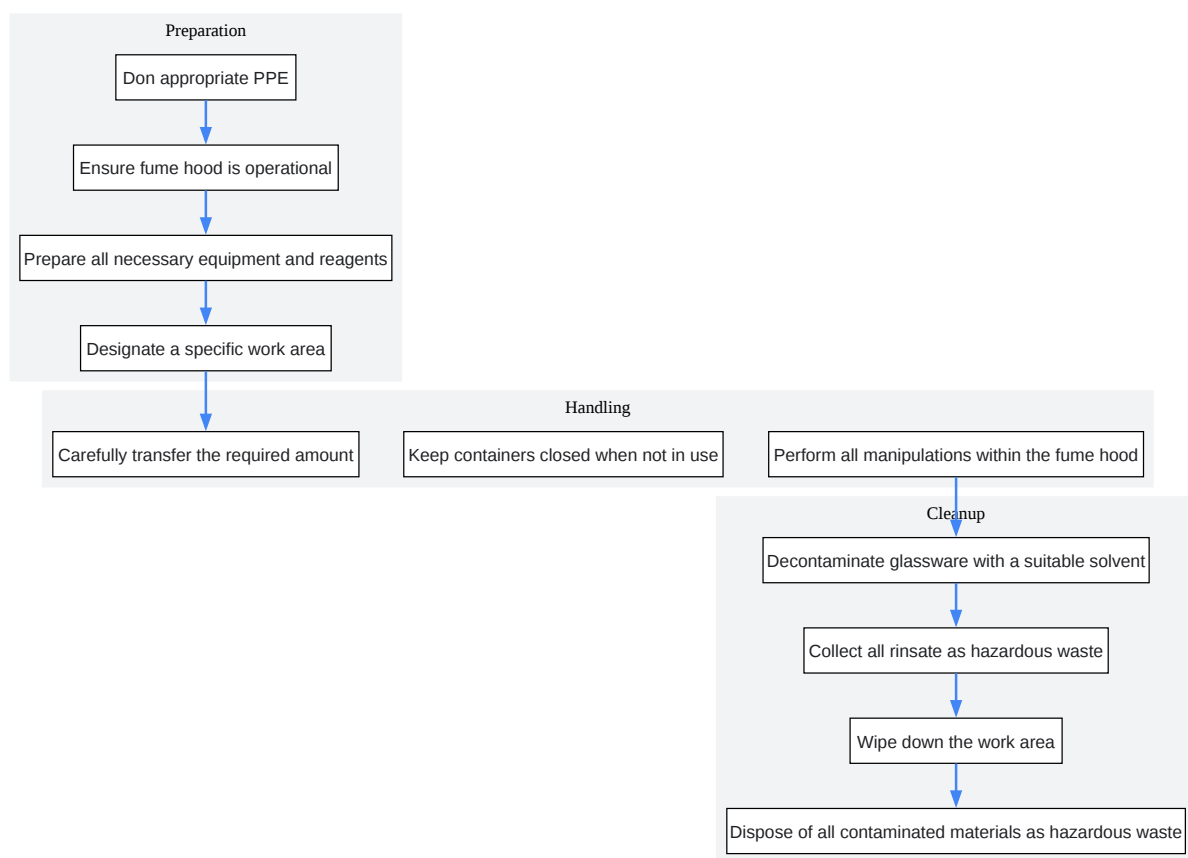 Preparation
Don appropriate PPE
Ensure fume hood is operational
Prepare all necessary equipment and reagents
Designate a specific work area
Handling
Carefully transfer the required amount
Keep containers closed when not in use
Perform all manipulations within the fume hood
Cleanup
Decontaminate glassware with a suitable solvent
Collect all rinsate as hazardous waste
Wipe down the work area
Dispose of all contaminated materials as hazardous waste